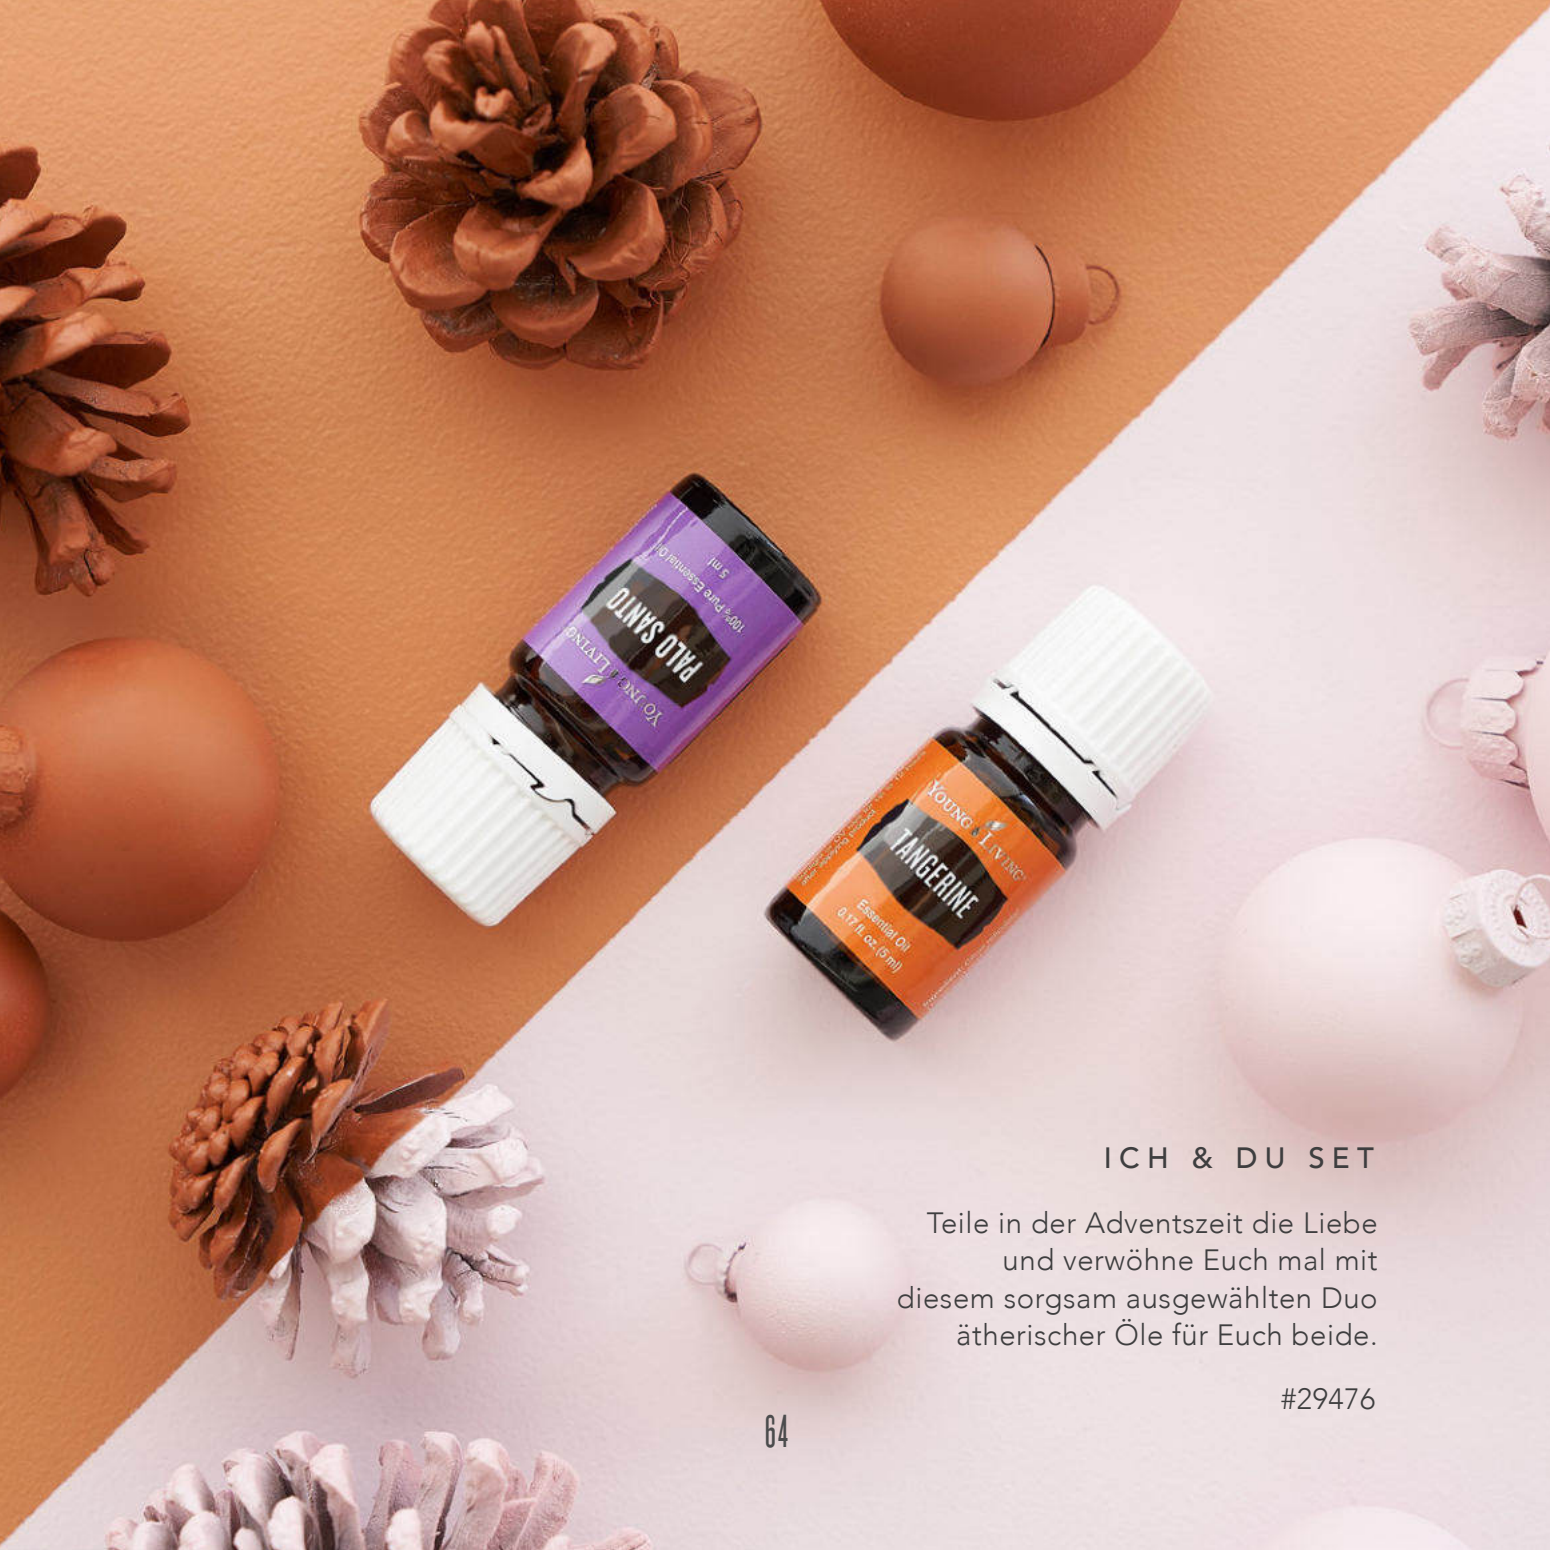 YOUNG LIVING
PALO SANTO
100% Pure Essential Oil
5 ml
YOUNG LIVING
TANGERINE
Essential Oil
0.17 fl. oz. (5 ml)
ICH & DU SET
Teile in der Adventszeit die Liebe
und verwöhne Euch mal mit
diesem sorgsam ausgewählten Duo
ätherischer Öle für Euch beide.
#29476
64